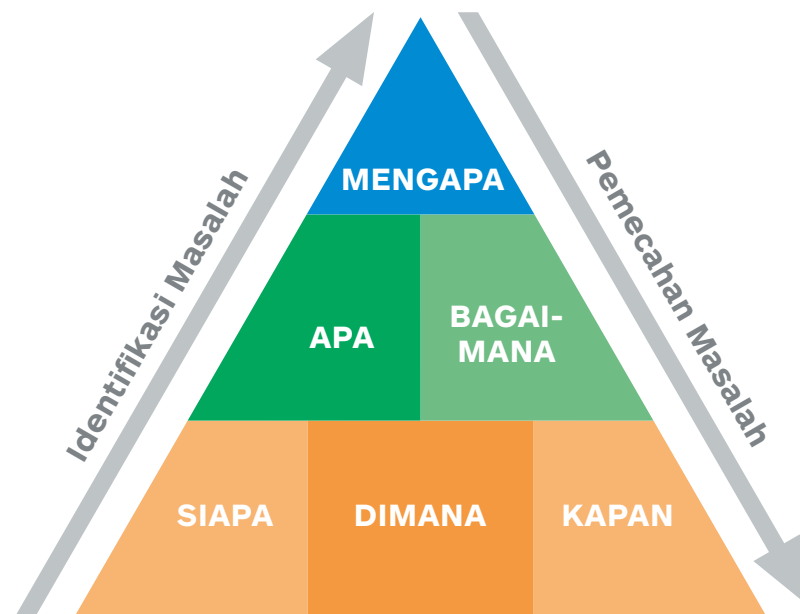 MENGAPA
Identifikasi Masalah
Pemecahan Masalah
APA
BAGAI-
MANA
SIAPA
DIMANA
KAPAN